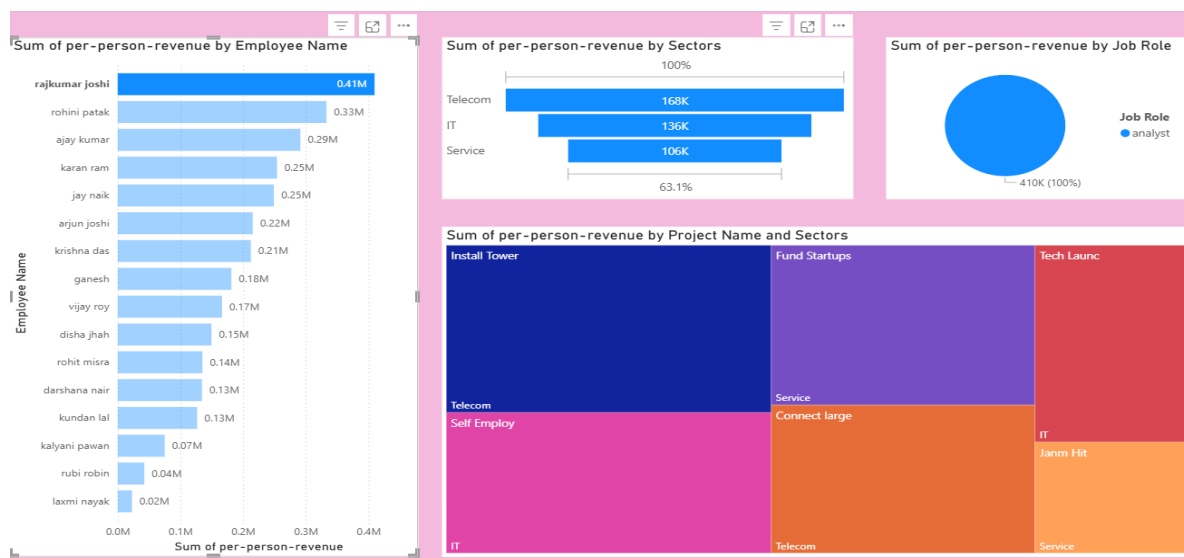 Sum of per-person-revenue by Employee Name
Employee Name
rajkumar joshi 0.41M
rohini patak 0.33M
ajay kumar 0.29M
karan ram 0.25M
jay naik 0.25M
arjun joshi 0.22M
krishna das 0.21M
ganesh 0.18M
vijay roy 0.17M
disha jhah 0.15M
rohit misra 0.14M
darshana nair 0.13M
kundan lal 0.13M
kalyani pawan 0.07M
rubi robin 0.04M
laxmi nayak 0.02M
0.0M 0.1M 0.2M 0.3M 0.4M
Sum of per-person-revenue
Sum of per-person-revenue by Sectors
100%
Telecom 168K
IT 136K
Service 106K
63.1%
Sum of per-person-revenue by Job Role
Job Role
analyst
410K (100%)
Sum of per-person-revenue by Project Name and Sectors
Install Tower
Telecom
Self Employ
IT
Fund Startups
Service
Connect large
Telecom
Tech Launc
IT
Janm Hit
Service